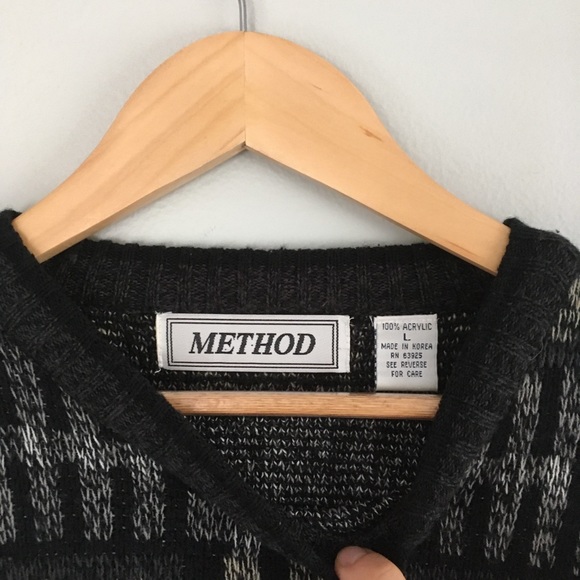 METHOD
100% ACRYLIC
L
MADE IN KOREA
RN 63925
SEE REVERSE
FOR CARE